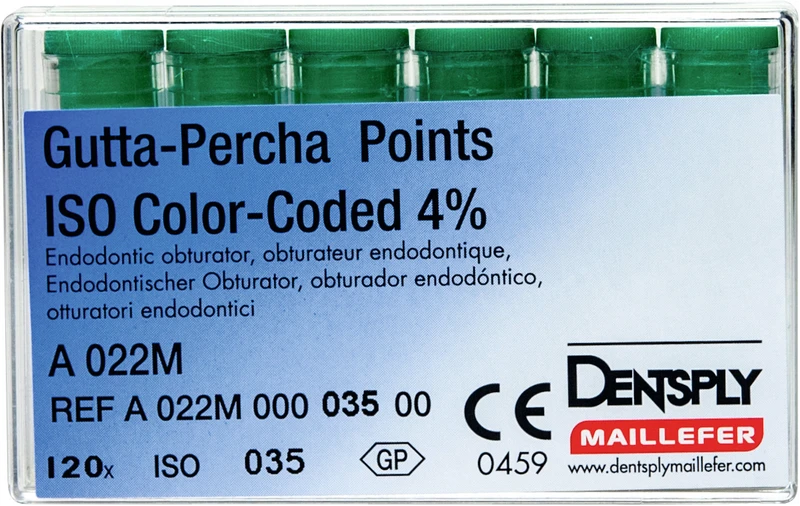 Gutta-Percha Points
ISO Color-Coded 4%
Endodontic obturator, obturateur endodontique,
Endodontischer Obturator, obturador endodóntico,
otturatori endodontici
A 022M
REF A 022M 000 035 00
120x ISO 035 GP
CE 0459
DENTSPLY
MAILLEFER
www.dentsplymaillefer.com